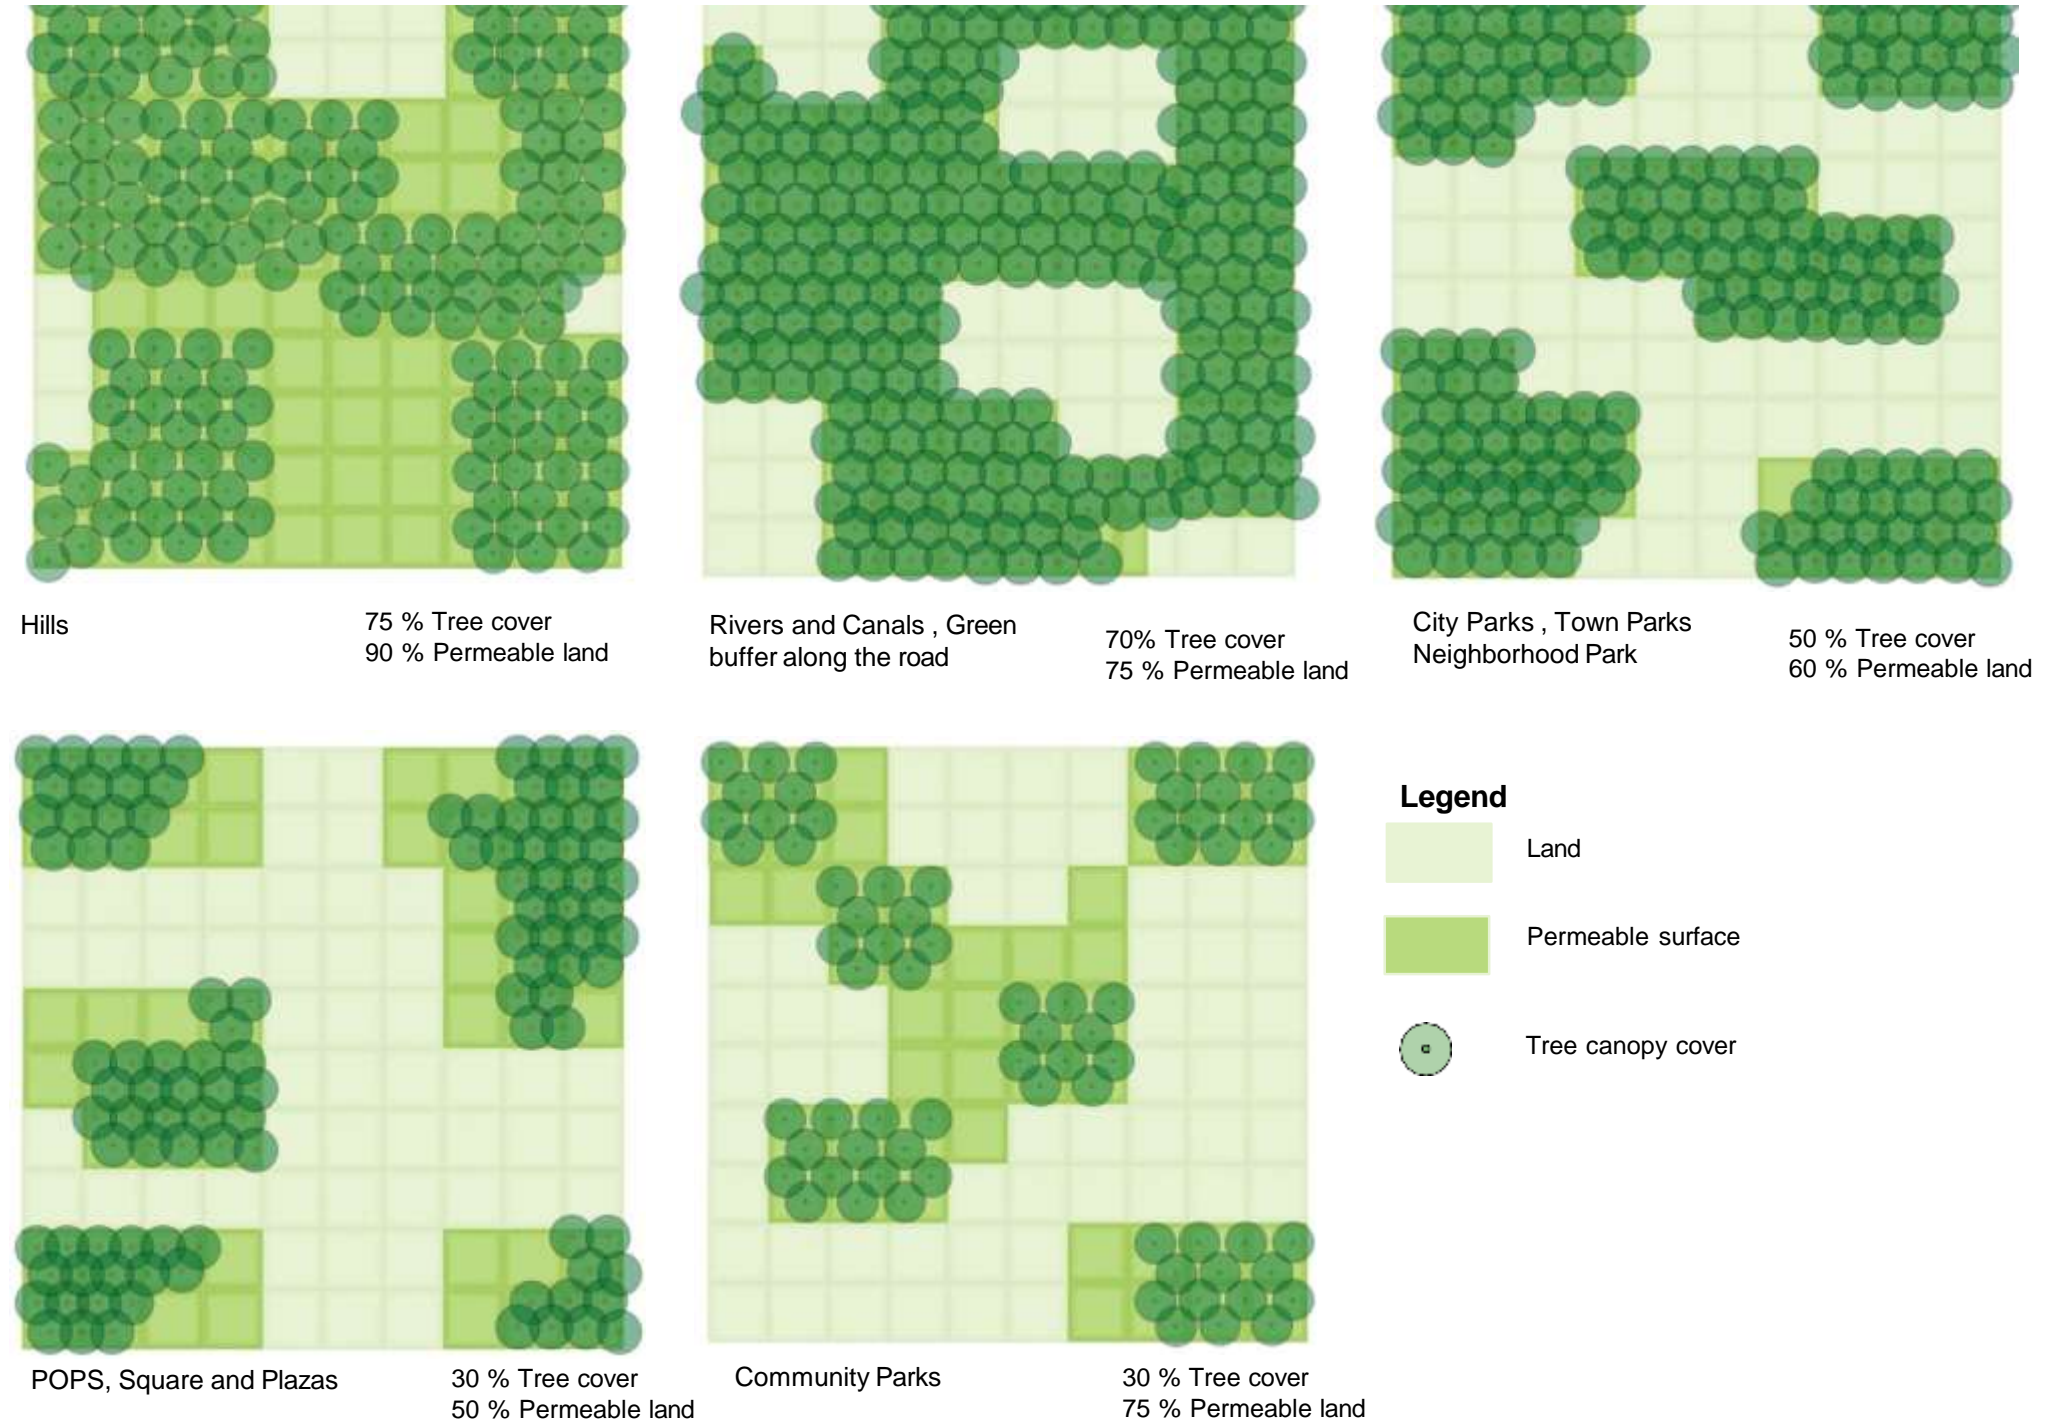 Hills
75 % Tree cover
90 % Permeable land
Rivers and Canals , Green
buffer along the road
70% Tree cover
75 % Permeable land
City Parks , Town Parks
Neighborhood Park
50 % Tree cover
60 % Permeable land
POPS, Square and Plazas
30 % Tree cover
50 % Permeable land
Community Parks
30 % Tree cover
75 % Permeable land
Legend
Land
Permeable surface
Tree canopy cover